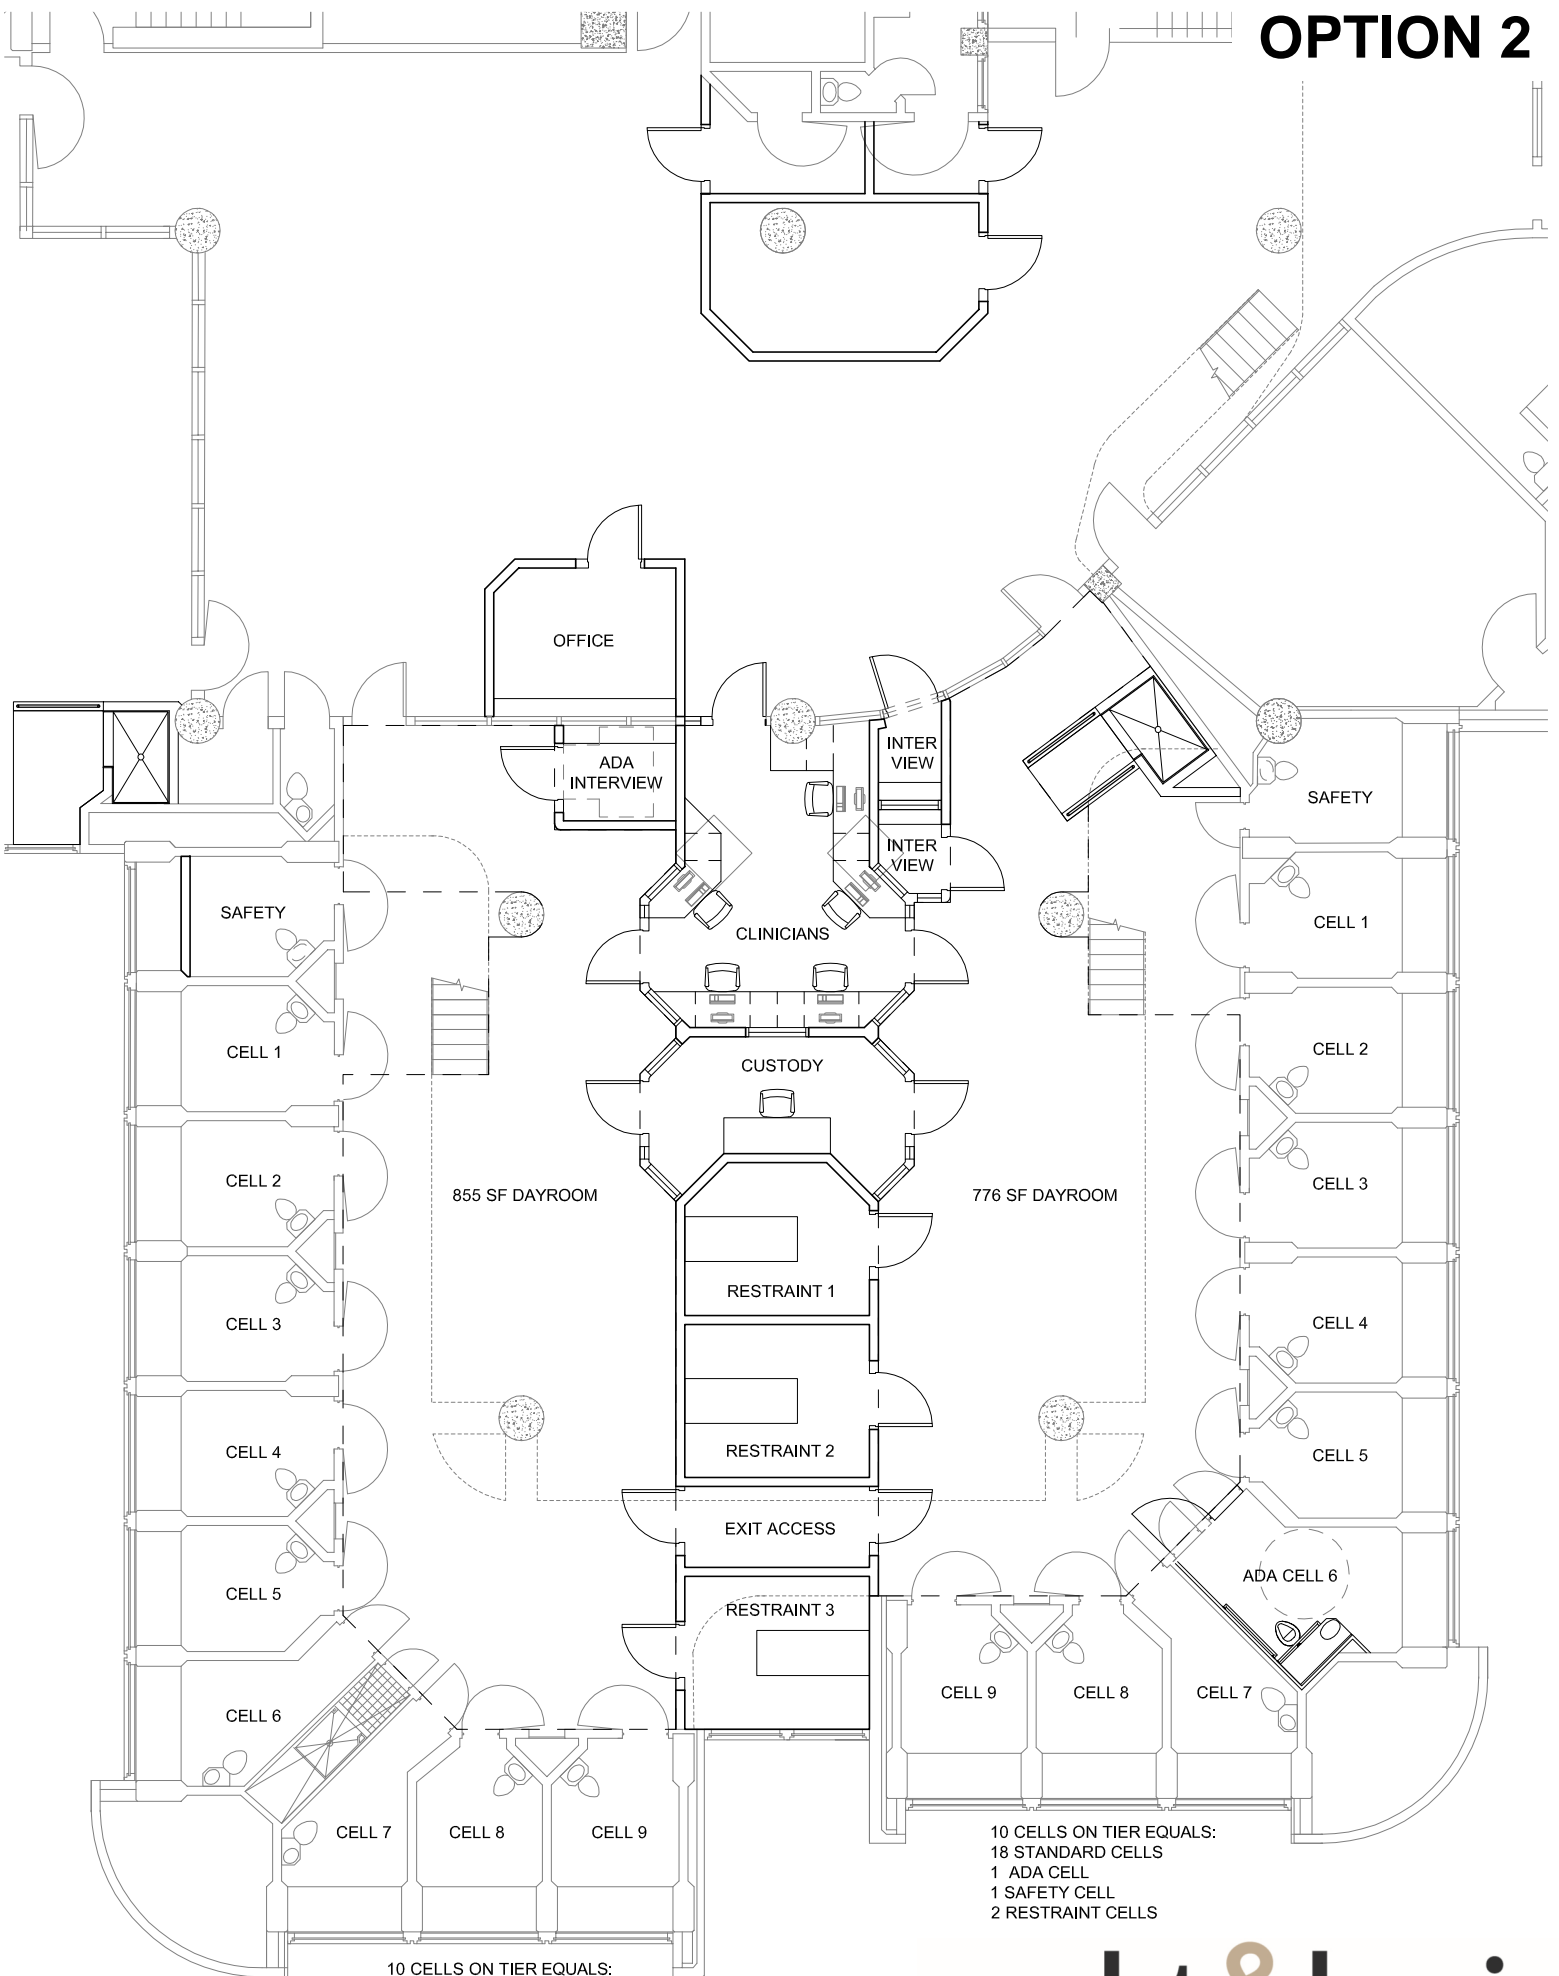 OPTION 2
OFFICE
ADA
INTERVIEW
INTER
VIEW
INTER
VIEW
SAFETY
SAFETY
CLINICIANS
CELL 1
CELL 1
CELL 2
CUSTODY
CELL 2
CELL 3
855 SF DAYROOM
776 SF DAYROOM
RESTRAINT 1
CELL 3
CELL 4
CELL 4
RESTRAINT 2
CELL 5
EXIT ACCESS
CELL 5
ADA CELL 6
RESTRAINT 3
CELL 9
CELL 8
CELL 7
CELL 6
CELL 7
CELL 8
CELL 9
10 CELLS ON TIER EQUALS:
18 STANDARD CELLS
1 ADA CELL
1 SAFETY CELL
2 RESTRAINT CELLS
10 CELLS ON TIER EQUALS: